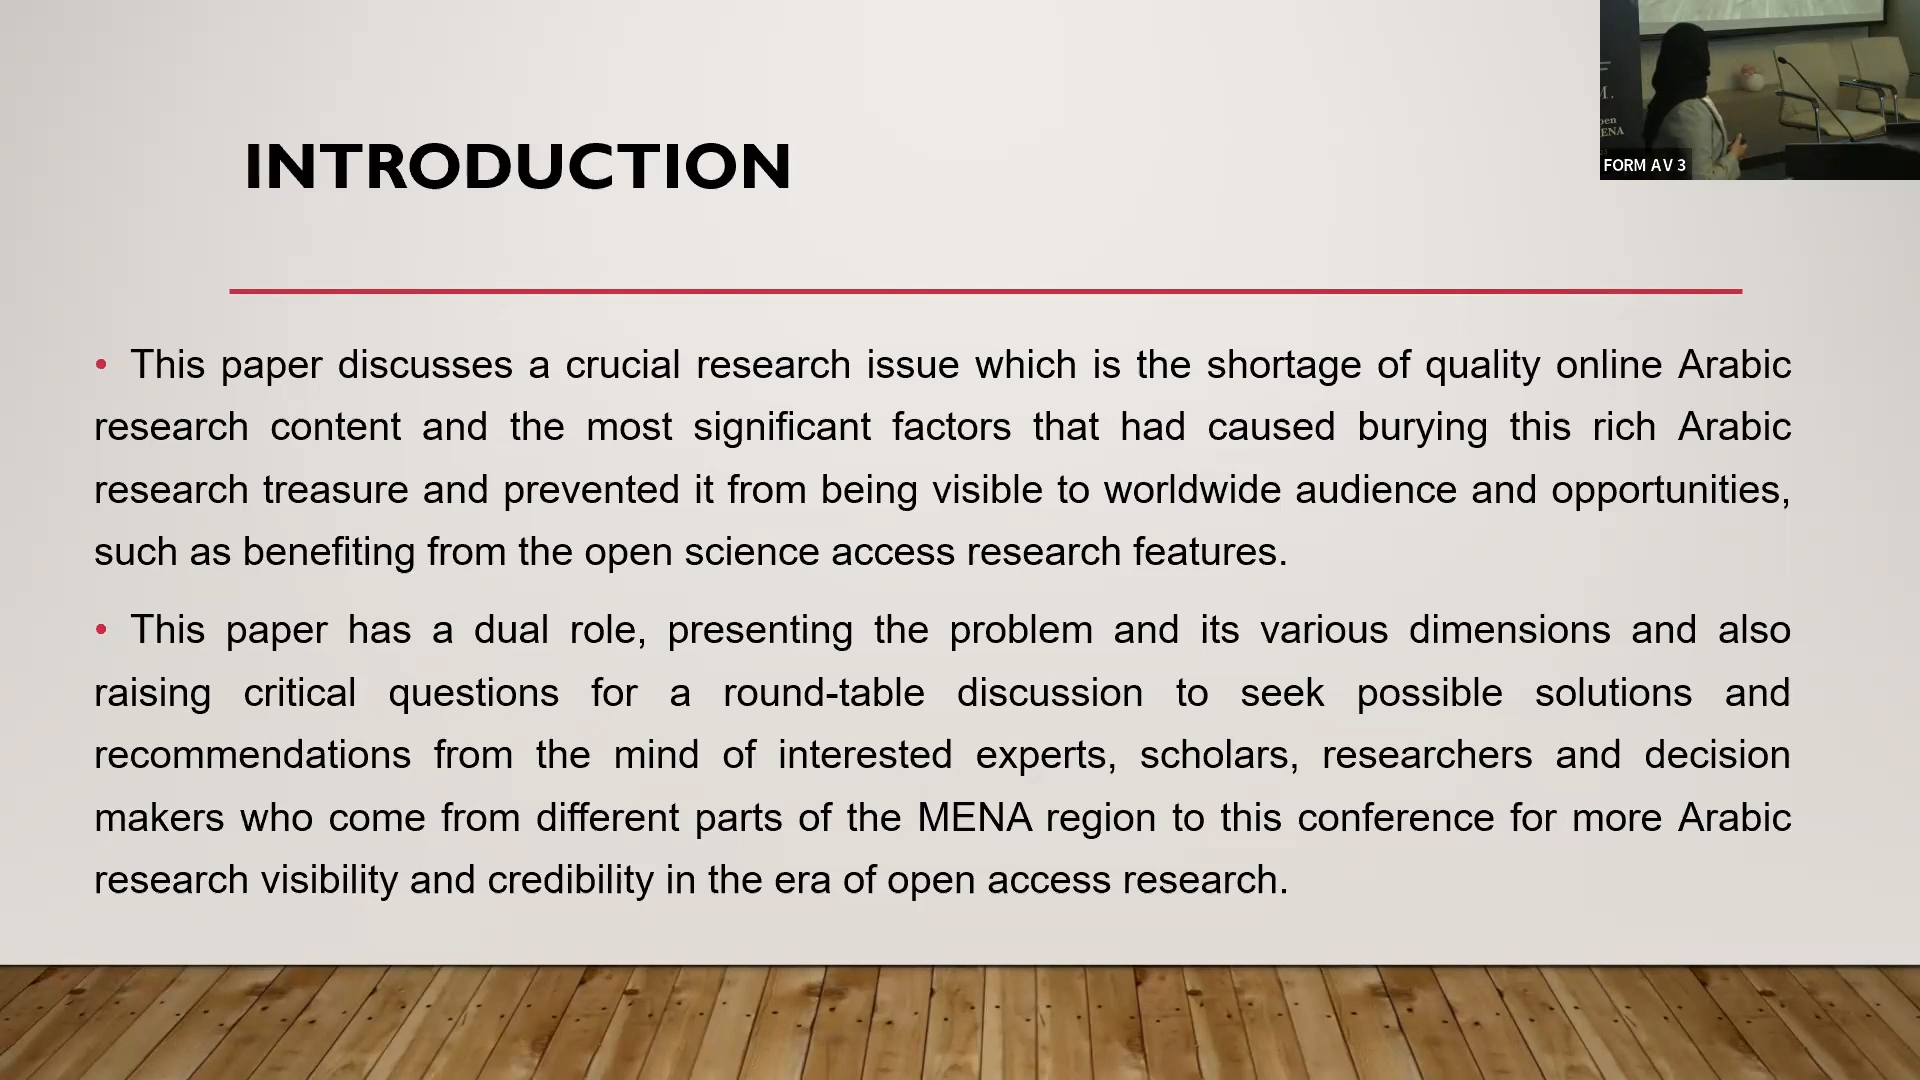 INTRODUCTION
• This paper discusses a crucial research issue which is the shortage of quality online Arabic
research content and the most significant factors that had caused burying this rich Arabic
research treasure and prevented it from being visible to worldwide audience and opportunities,
such as benefiting from the open science access research features.
• This paper has a dual role, presenting the problem and its various dimensions and also
raising critical questions for a round-table discussion to seek possible solutions and
recommendations from the mind of interested experts, scholars, researchers and decision
makers who come from different parts of the MENA region to this conference for more Arabic
research visibility and credibility in the era of open access research.
FORM AV 3